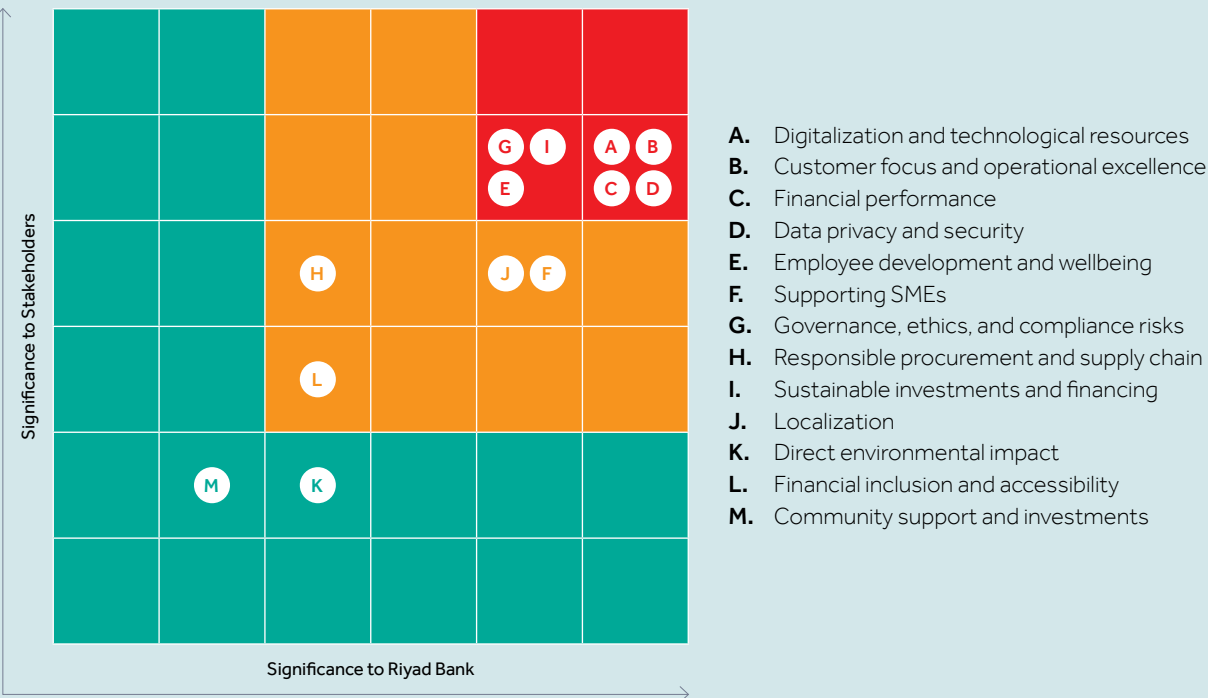 Significance to Stakeholders
G I A B
E C D
H J F
L
M K
Significance to Riyad Bank
A. Digitalization and technological resources
B. Customer focus and operational excellence
C. Financial performance
D. Data privacy and security
E. Employee development and wellbeing
F. Supporting SMEs
G. Governance, ethics, and compliance risks
H. Responsible procurement and supply chain
I. Sustainable investments and financing
J. Localization
K. Direct environmental impact
L. Financial inclusion and accessibility
M. Community support and investments